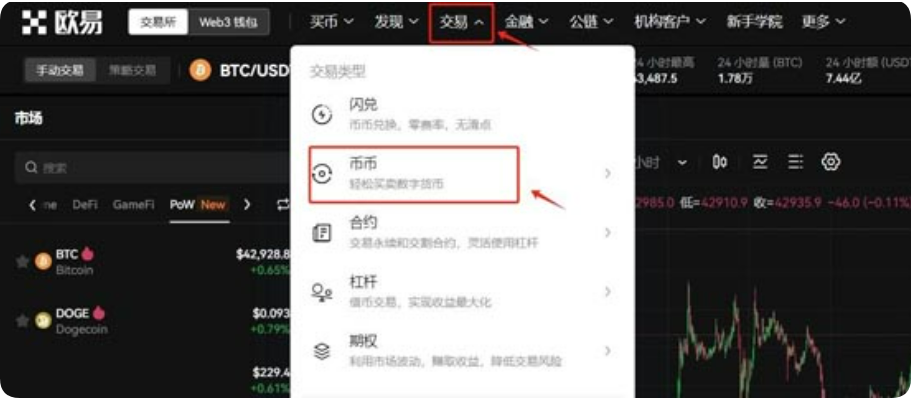 欧易 交易所 Web3 钱包 买币 发现 交易 金融 公链 机构客户 新手学院 更多
手动交易 策略交易 BTC/USD 24 小时量 (BTC) 24 小时额 (USD
3,487.5 1.78万 7.44亿
市场
搜索
DeFi GameFi PoW New
BTC $42,928.8
Bitcoin +0.65%
DOGE $0.093
Dogecoin +0.79%
$229.4
+0.61%
交易类型
闪兑
币币兑换，零费率，无滑点
币币
轻松买卖数字货币
合约
交易永续和交割合约，灵活使用杠杆
杠杆
借币交易，实现收益最大化
期权
利用市场波动，赚取收益，降低交易风险
小时
2985.0 低=42910.9 收=42935.9 -46.0 (-0.11%